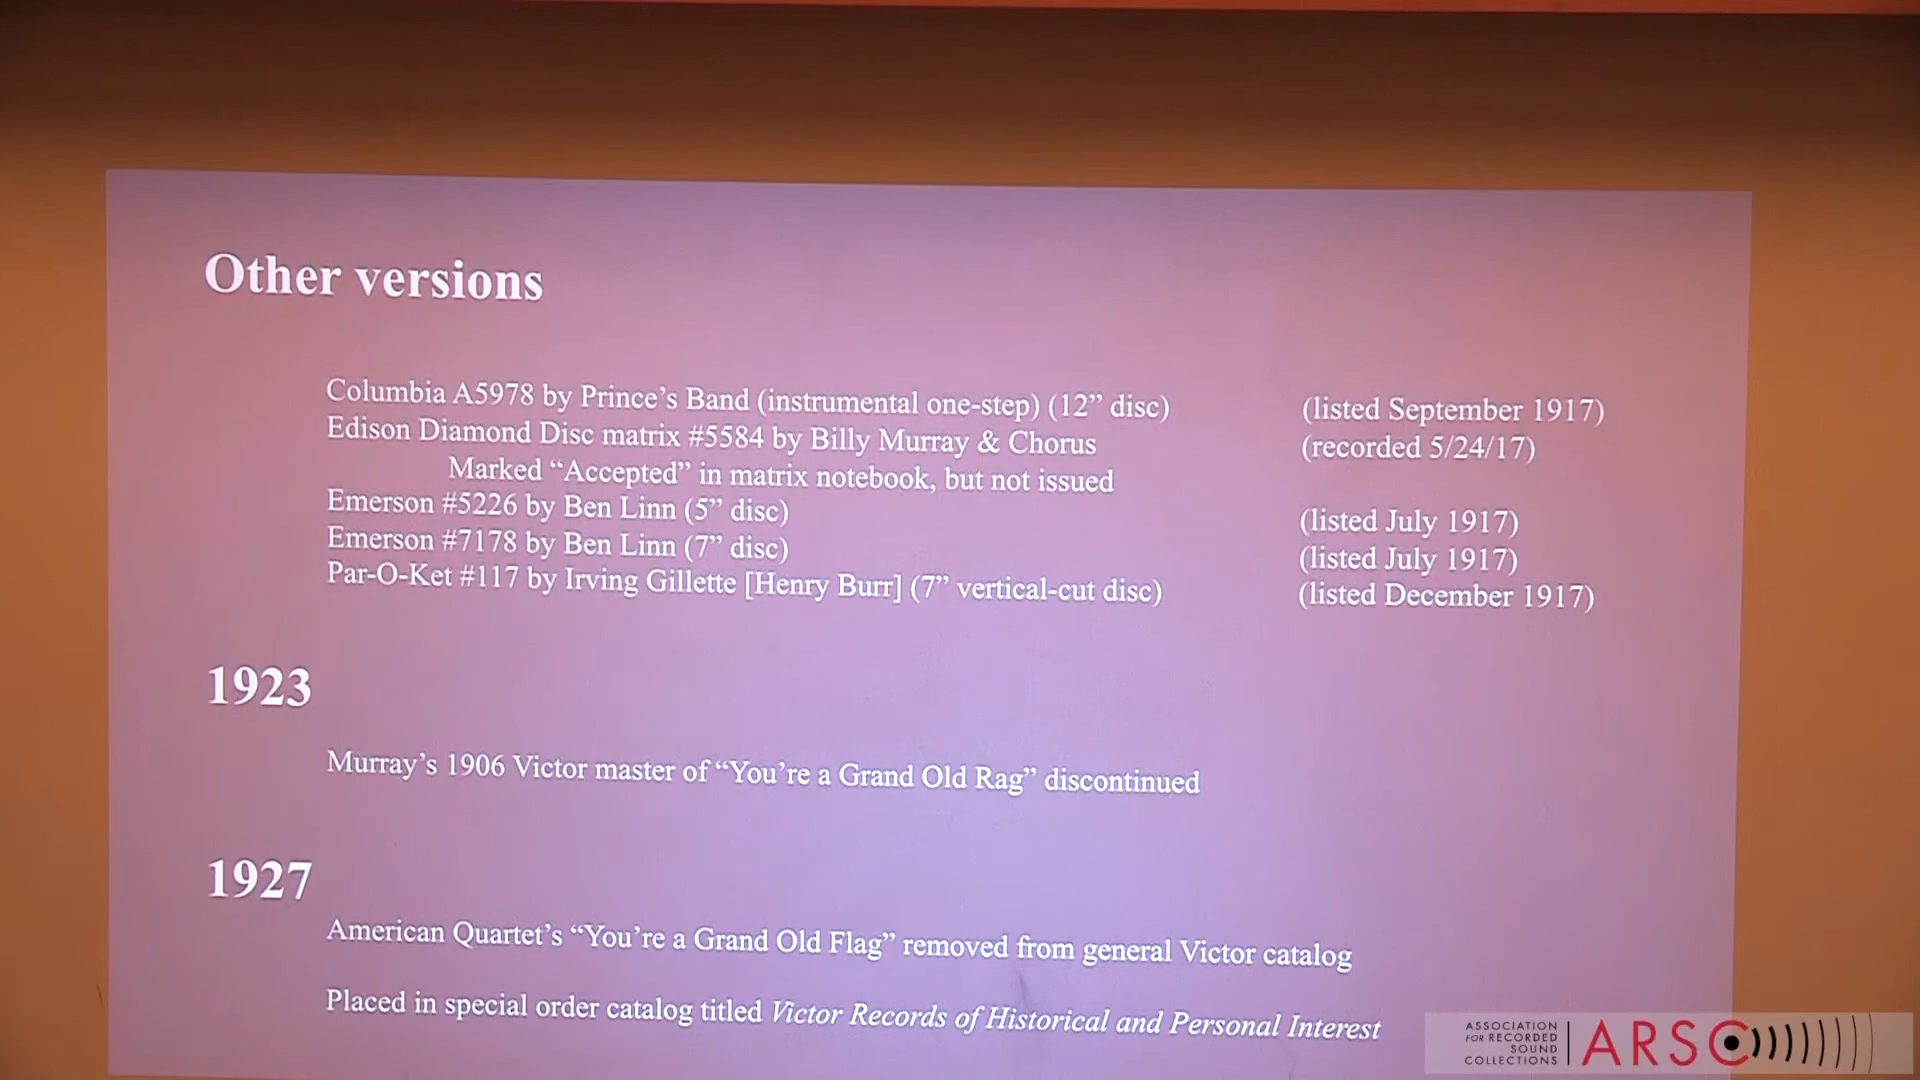 Other versions
Columbia A5978 by Prince's Band (instrumental one-step) (12” disc) (listed September 1917)
Edison Diamond Disc matrix #5584 by Billy Murray & Chorus (recorded 5/24/17)
Marked “Accepted” in matrix notebook, but not issued
Emerson #5226 by Ben Linn (5” disc) (listed July 1917)
Emerson #7178 by Ben Linn (7” disc) (listed July 1917)
Par-O-Ket #117 by Irving Gillette [Henry Burr] (7” vertical-cut disc) (listed December 1917)
1923
Murray’s 1906 Victor master of “You’re a Grand Old Rag” discontinued
1927
American Quartet’s “You’re a Grand Old Flag” removed from general Victor catalog
Placed in special order catalog titled Victor Records of Historical and Personal Interest
ASSOCIATION
FOR RECORDED
SOUND
COLLECTIONS
ARSC